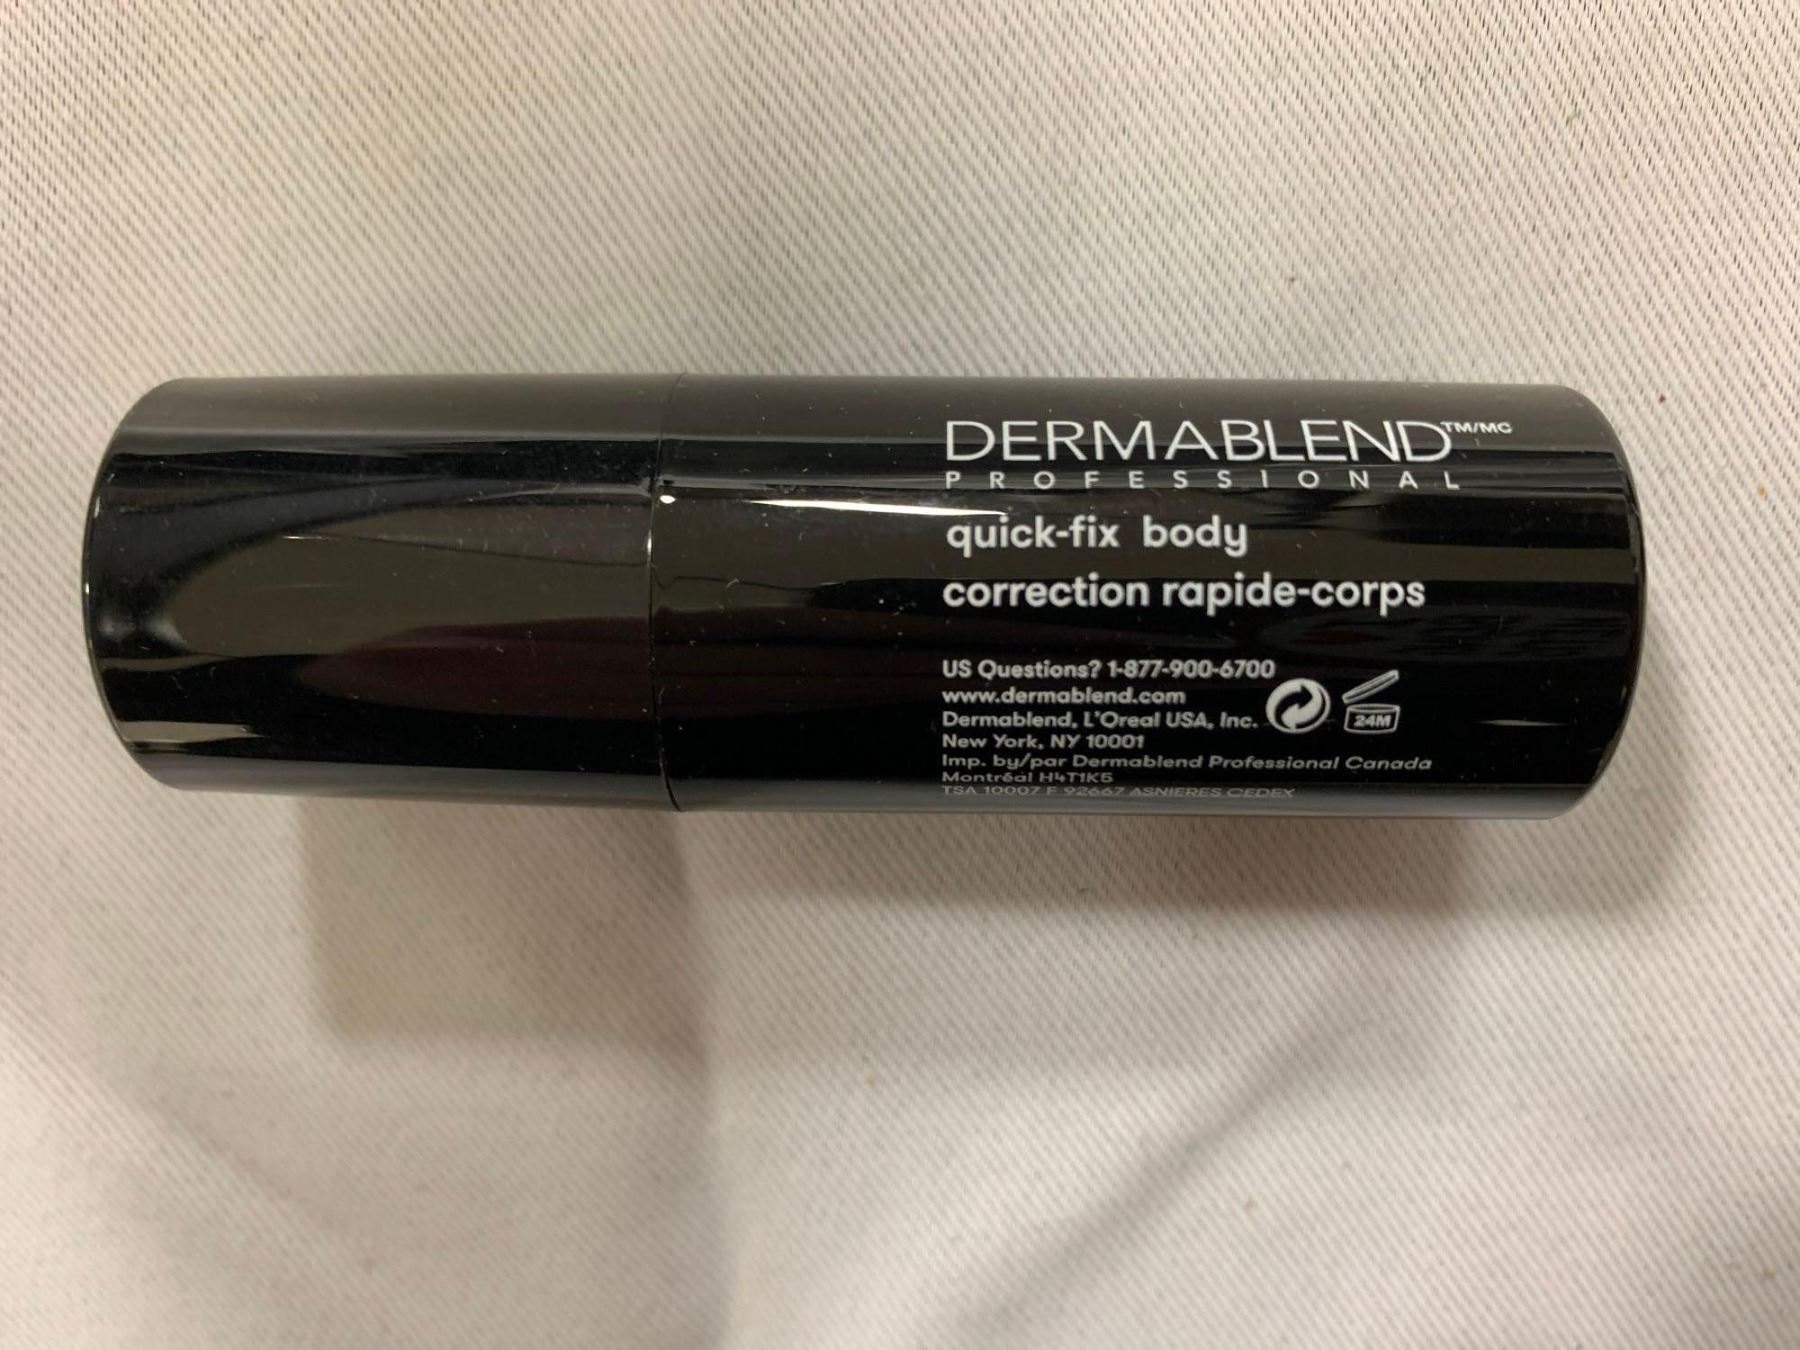 DERMABLEND™/MC
PROFESSIONAL
quick-fix body
correction rapide-corps
US Questions? 1-877-900-6700
www.dermablend.com
Dermablend, L'Oreal USA, Inc.
24M
New York, NY 10001
Imp. by/par Dermablend Professional Canada
Montréal H4T1K5
TSA 10007 F 92667 ASNIERES CEDEX